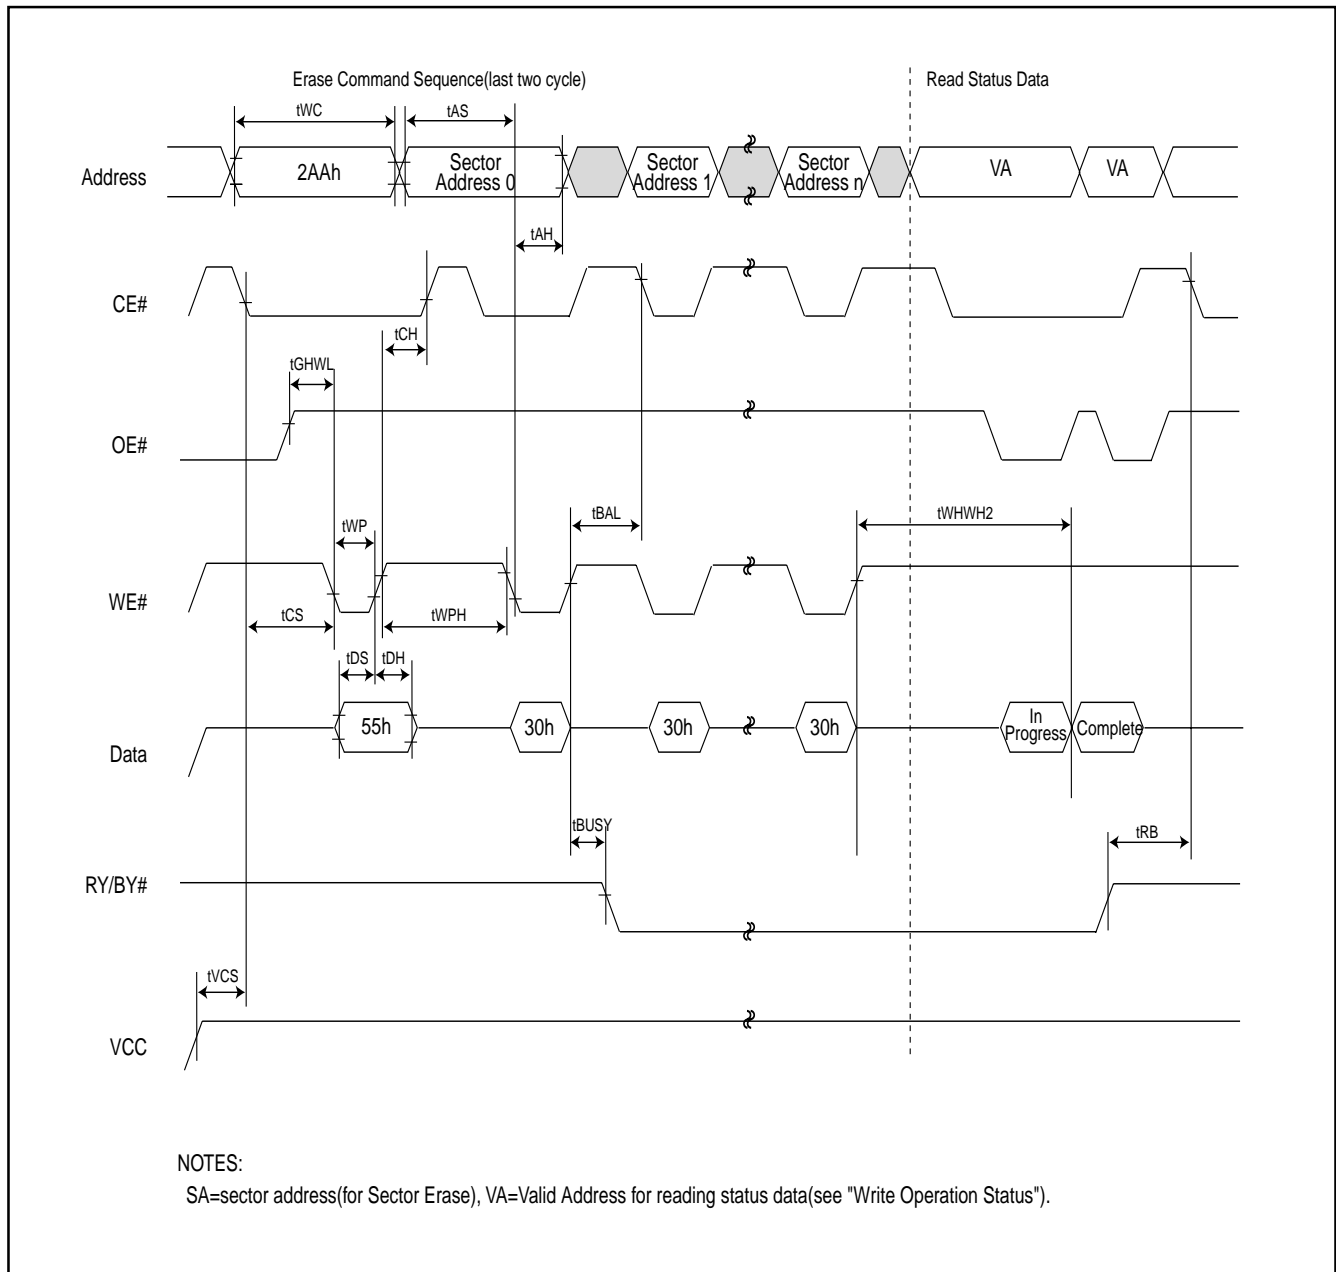 Erase Command Sequence(last two cycle)
Read Status Data
tWC
tAS
Address
2AAh
Sector
Address 0
Sector
Address 1
Sector
Address n
VA
VA
tAH
CE#
tCH
tGHWL
OE#
tBAL
tWHWH2
tWP
WE#
tCS
tWPH
tDS
tDH
Data
55h
30h
30h
30h
In
Progress
Complete
tBUSY
tRB
RY/BY#
tVCS
VCC
NOTES:
SA=sector address(for Sector Erase), VA=Valid Address for reading status data(see "Write Operation Status").